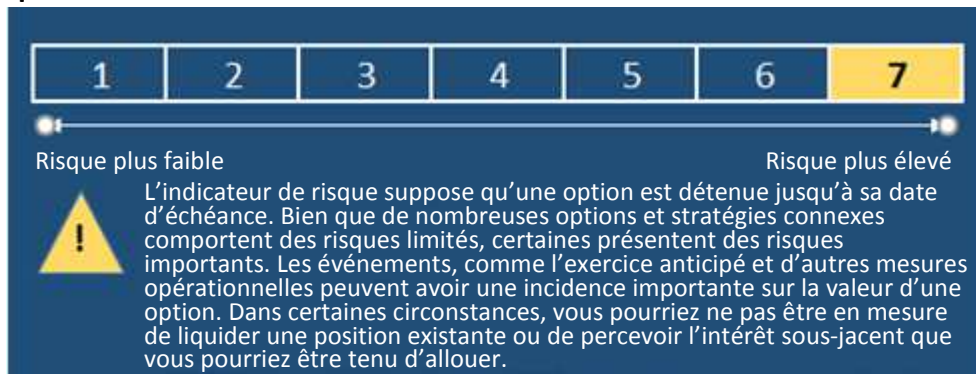 1 2 3 4 5 6 7
Risque plus faible Risque plus élevé
L’indicateur de risque suppose qu’une option est détenue jusqu’à sa date
d’échéance. Bien que de nombreuses options et stratégies connexes
comportent des risques limités, certaines présentent des risques
importants. Les événements, comme l’exercice anticipé et d’autres mesures
opérationnelles peuvent avoir une incidence importante sur la valeur d’une
option. Dans certaines circonstances, vous pourriez ne pas être en mesure
de liquider une position existante ou de percevoir l’intérêt sous-jacent que
vous pourriez être tenu d’allouer.
!